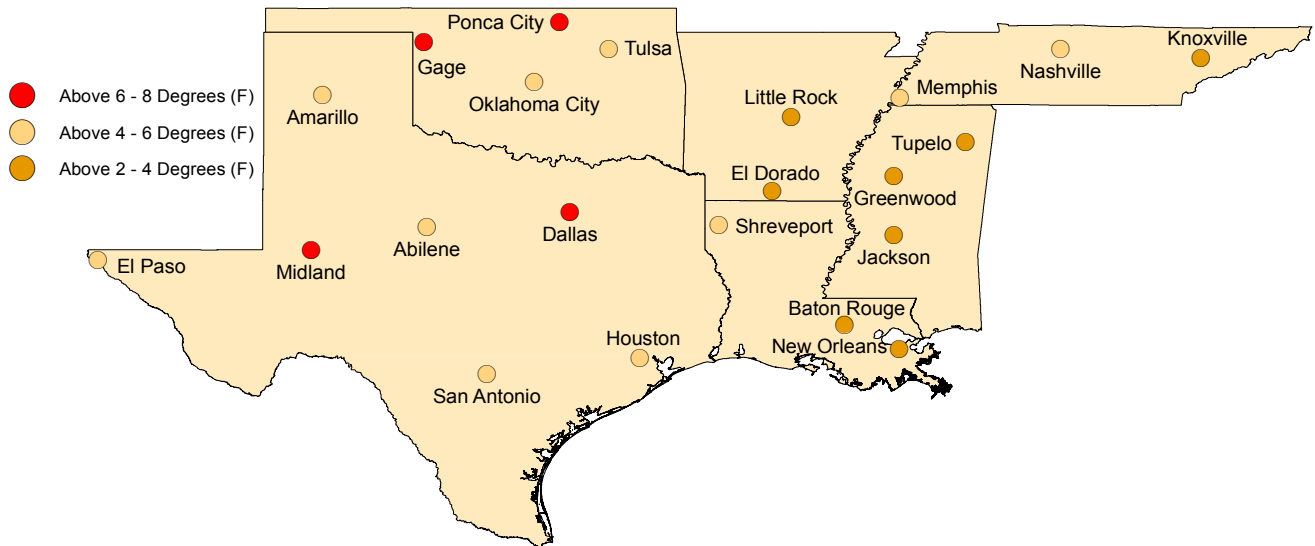 Above 6 - 8 Degrees (F)
Above 4 - 6 Degrees (F)
Above 2 - 4 Degrees (F)
Ponca City
Tulsa
Gage
Oklahoma City
Amarillo
Knoxville
Nashville
Memphis
Little Rock
Tupelo
El Dorado
Greenwood
Shreveport
Dallas
Abilene
Jackson
El Paso
Midland
Baton Rouge
Houston
New Orleans
San Antonio